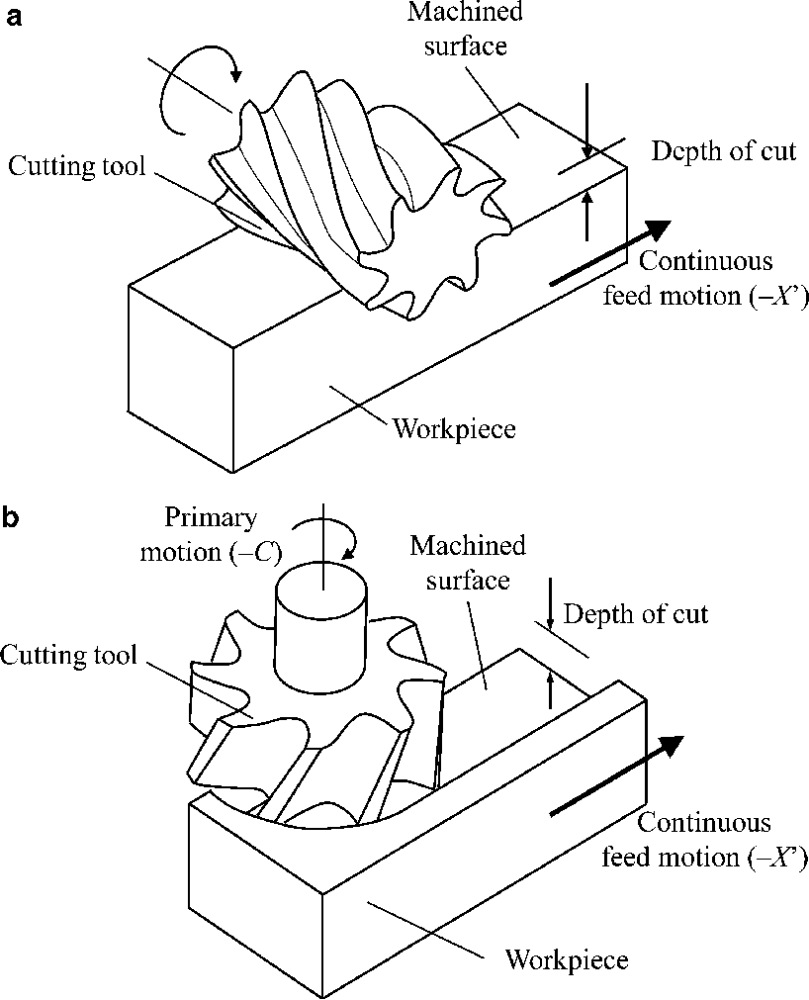 a
Machined
surface
Depth of cut
Cutting tool
Continuous
feed motion (–X’)
Workpiece
b
Primary
motion (–C)
Machined
surface
Depth of cut
Cutting tool
Continuous
feed motion (–X’)
Workpiece